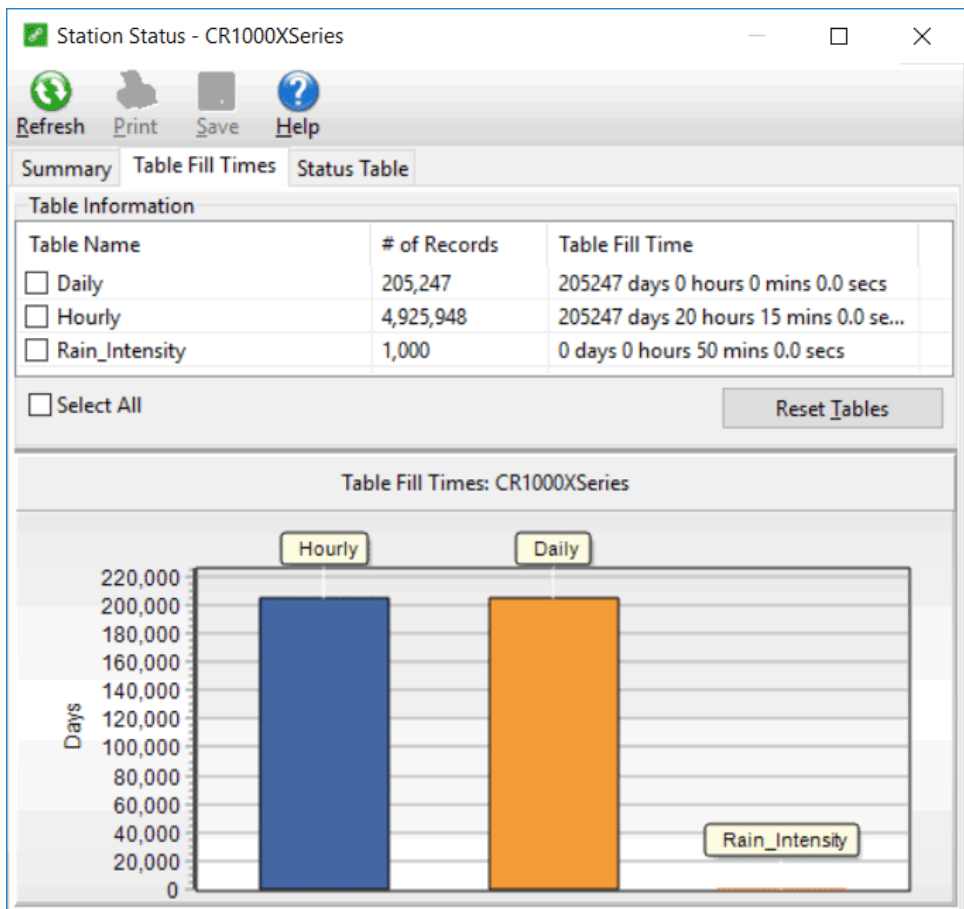 Station Status - CR1000XSeries
Refresh Print Save Help
Summary Table Fill Times Status Table
Table Information
Table Name # of Records Table Fill Time
Daily 205,247 205247 days 0 hours 0 mins 0.0 secs
Hourly 4,925,948 205247 days 20 hours 15 mins 0.0 se...
Rain_Intensity 1,000 0 days 0 hours 50 mins 0.0 secs
Select All Reset Tables
Table Fill Times: CR1000XSeries
Hourly Daily
220,000
200,000
180,000
160,000
140,000
120,000
100,000
80,000
60,000
40,000
20,000
0
Days
Rain_Intensity